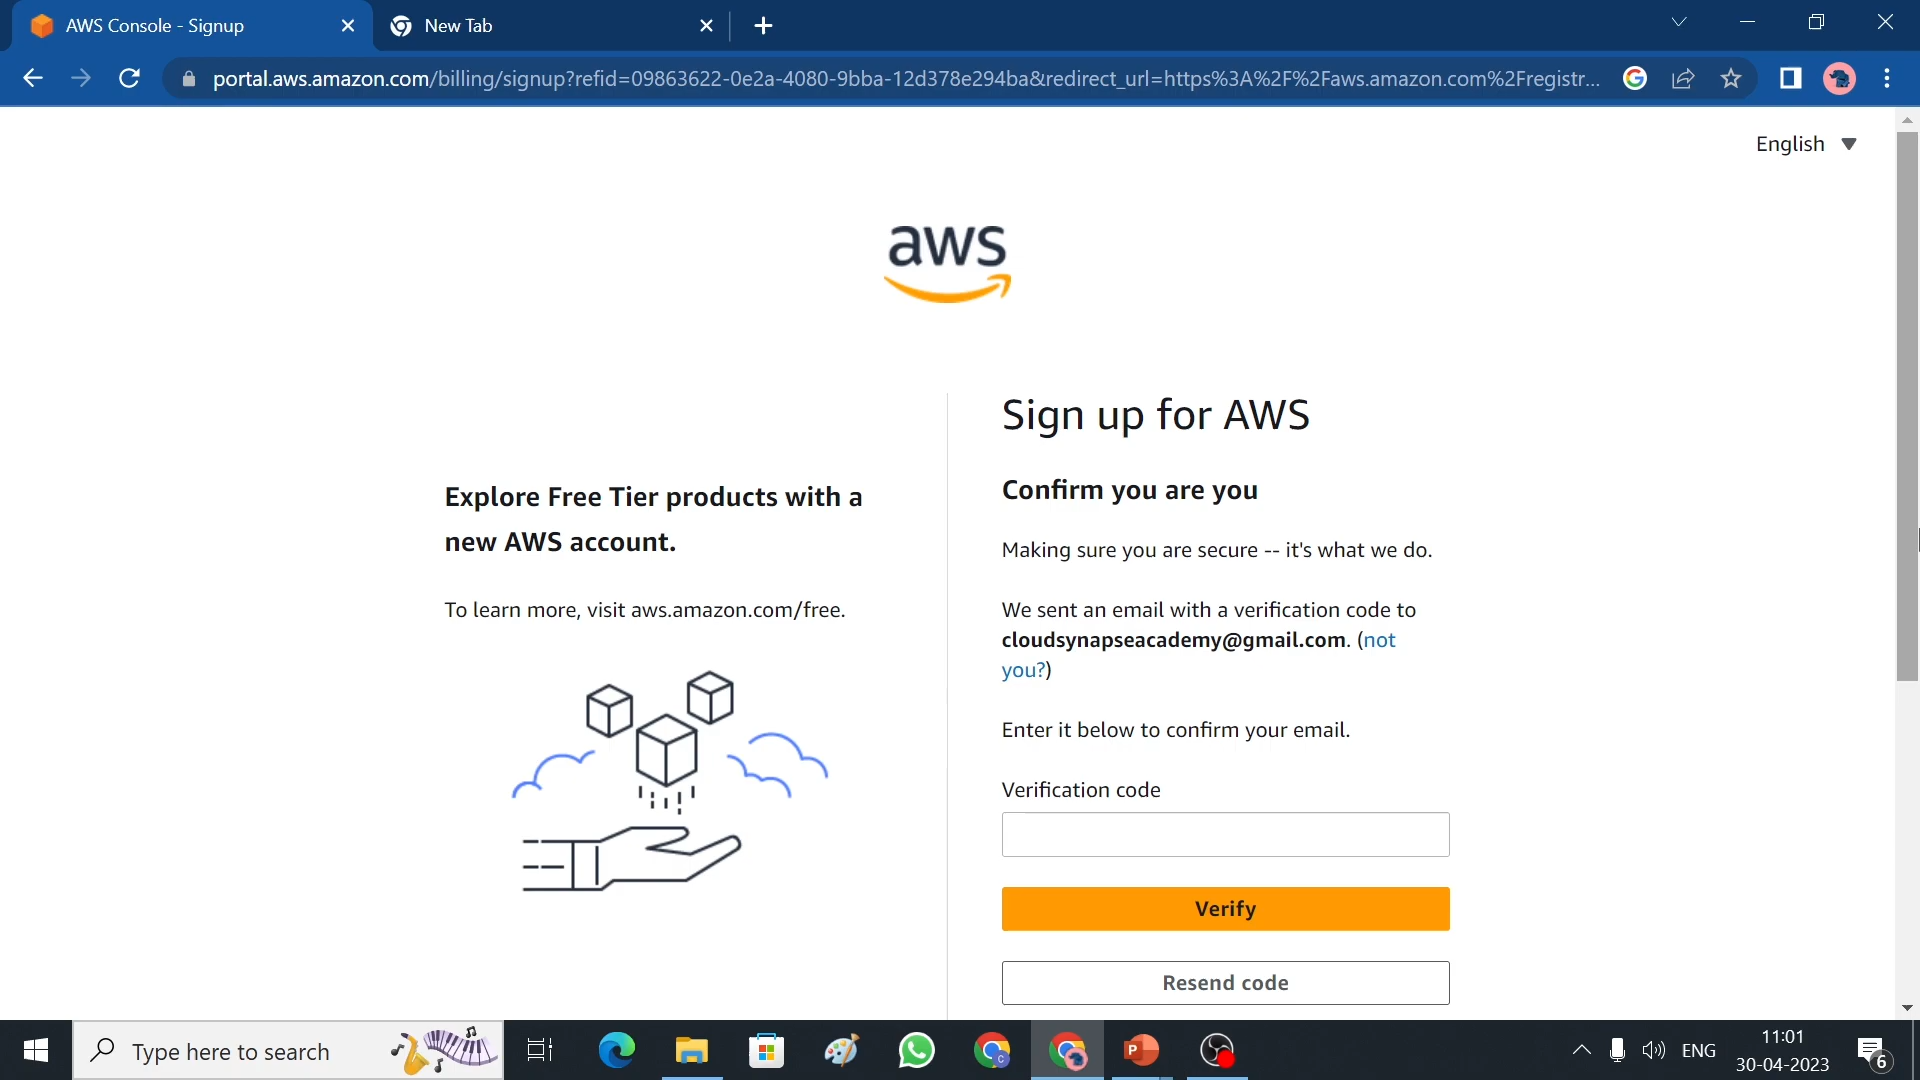 AWS Console - Signup
New Tab
portal.aws.amazon.com/billing/signup?refid=09863622-0e2a-4080-9bba-12d378e294ba&redirect_url=https%3A%2F%2Faws.amazon.com%2Fregistr...
English
aws
Sign up for AWS
Explore Free Tier products with a
new AWS account.
To learn more, visit aws.amazon.com/free.
Confirm you are you
Making sure you are secure -- it's what we do.
We sent an email with a verification code to
cloudsynapseacademy@gmail.com. (not
you?)
Enter it below to confirm your email.
Verification code
Verify
Resend code
Type here to search
ENG
11:01
30-04-2023
6